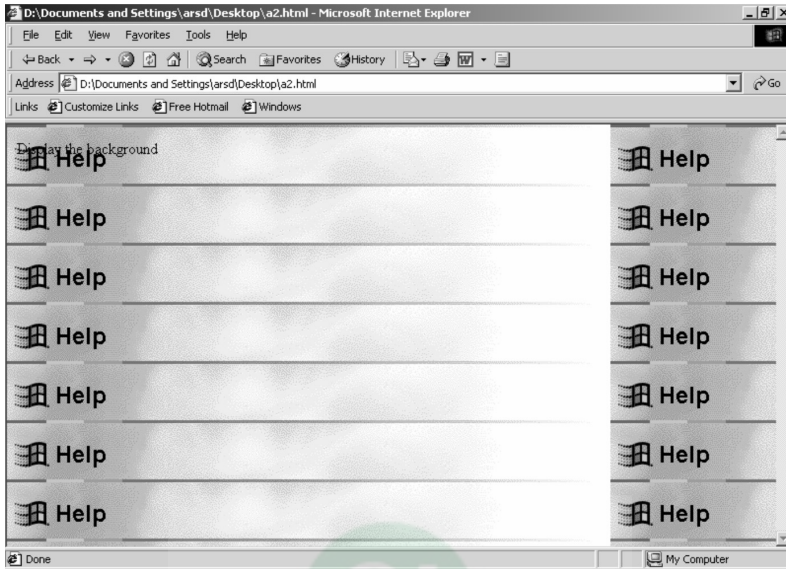 D:\Documents and Settings\arsd\Desktop\a2.html - Microsoft Internet Explorer
File Edit View Favorites Tools Help
Back Search Favorites History
Address D:\Documents and Settings\arsd\Desktop\a2.html Go
Links Customize Links Free Hotmail Windows
Display the background
Help Help
Help Help
Help Help
Help Help
Help Help
Help Help
Help Help
Done My Computer